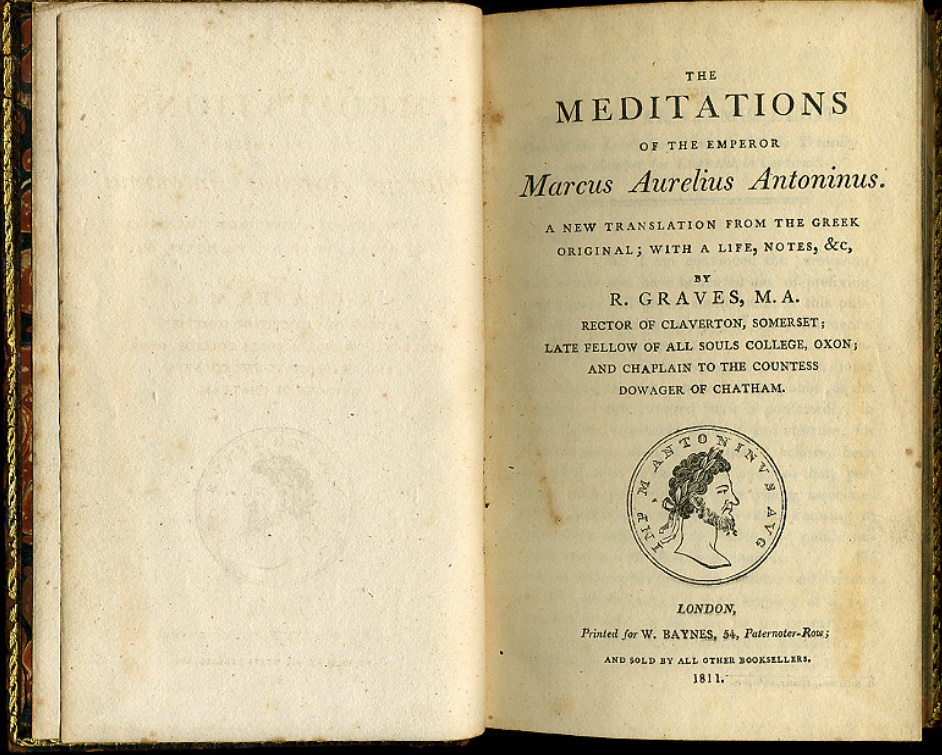 THE
MEDITATIONS
OF THE EMPEROR
Marcus Aurelius Antoninus.
A NEW TRANSLATION FROM THE GREEK
ORIGINAL; WITH A LIFE, NOTES, &c,
BY
R. GRAVES, M.A.
RECTOR OF CLAVERTON, SOMERSET;
LATE FELLOW OF ALL SOULS COLLEGE, OXON;
AND CHAPLAIN TO THE COUNTESS
DOWAGER OF CHATHAM.
IMP. M ANTONINVS AVG
LONDON,
Printed for W. BAYNES, 54, Paternoter-Row;
AND SOLD BY ALL OTHER BOOKSELLERS.
1811.